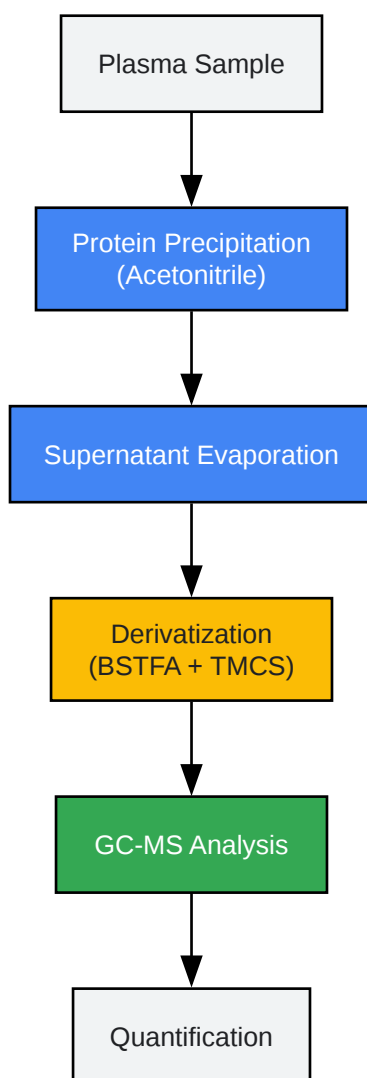 Plasma Sample
Protein Precipitation
(Acetonitrile)
Supernatant Evaporation
Derivatization
(BSTFA + TMCS)
GC-MS Analysis
Quantification